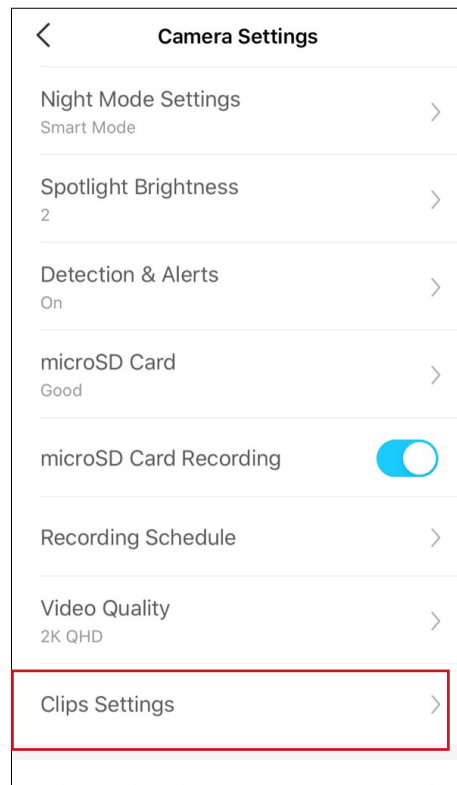 Camera Settings
Night Mode Settings
Smart Mode
Spotlight Brightness
2
Detection & Alerts
On
microSD Card
Good
microSD Card Recording
Recording Schedule
Video Quality
2K QHD
Clips Settings